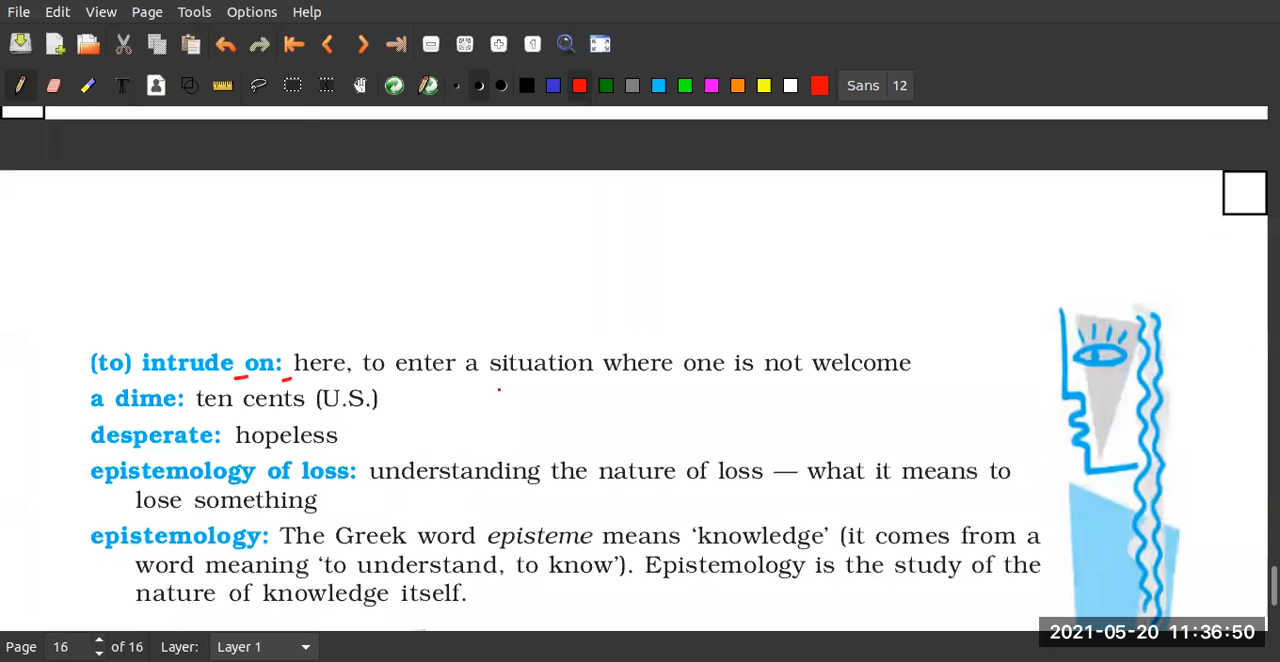 File Edit View Page Tools Options Help
Sans 12
(to) intrude on: here, to enter a situation where one is not welcome
a dime: ten cents (U.S.)
desperate: hopeless
epistemology of loss: understanding the nature of loss — what it means to
lose something
epistemology: The Greek word episteme means ‘knowledge’ (it comes from a
word meaning ‘to understand, to know’). Epistemology is the study of the
nature of knowledge itself.
2021-05-20 11:36:50
Page 16 of 16 Layer: Layer 1